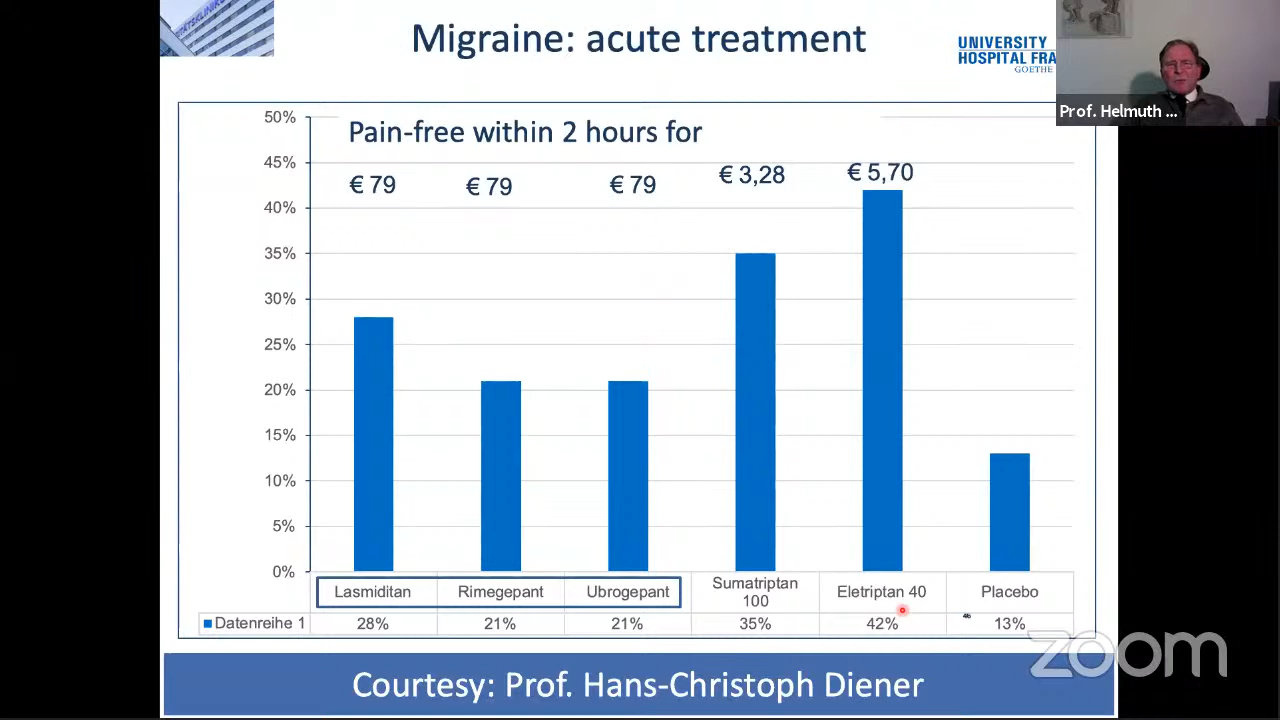 Migraine: acute treatment
UNIVERSITY
HOSPITAL FRA
GOETHE
Prof. Helmuth ...
Pain-free within 2 hours for
€ 79
€ 79
€ 79
€ 3,28
€ 5,70
50%
45%
40%
35%
30%
25%
20%
15%
10%
5%
0%
Lasmiditan
Rimegepant
Ubrogepant
Sumatriptan
100
Eletriptan 40
Placebo
Datenreihe 1
28%
21%
21%
35%
42%
13%
Courtesy: Prof. Hans-Christoph Diener
zoom